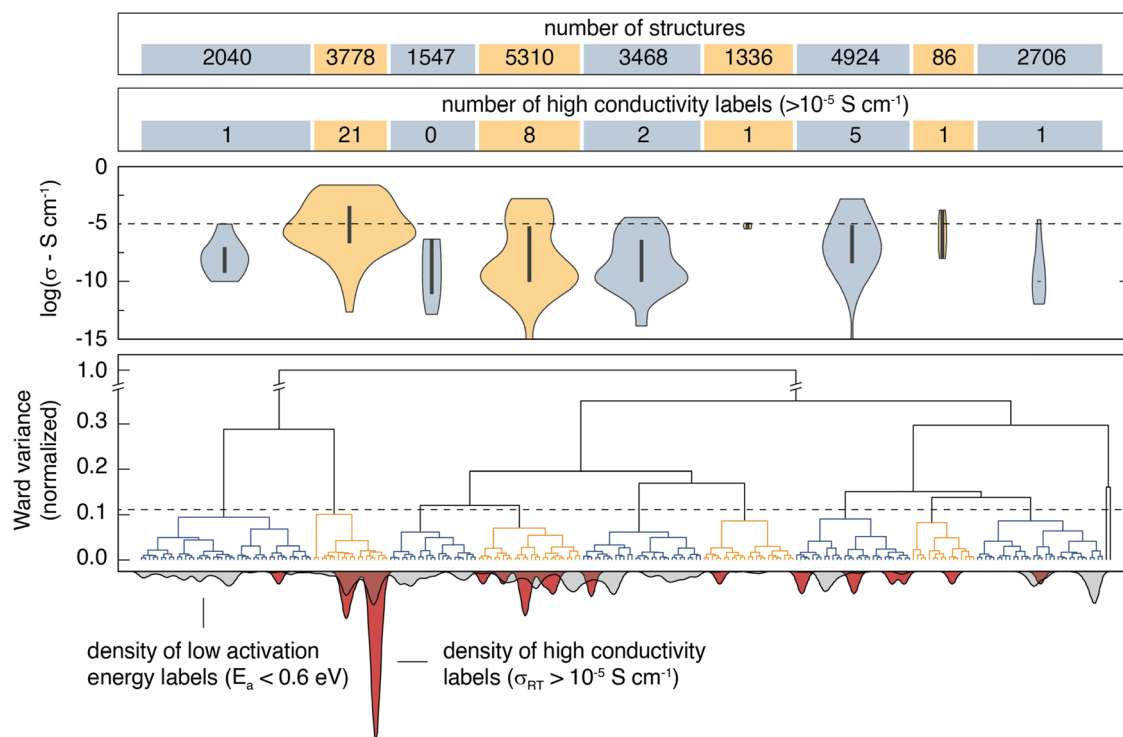 number of structures
2040 3778 1547 5310 3468 1336 4924 86 2706
number of high conductivity labels (>10⁻⁵ S cm⁻¹)
1 21 0 8 2 1 5 1 1
log(σ - S cm⁻¹)
0
-5
-10
-15
Ward variance
(normalized)
1.0
0.3
0.2
0.1
0.0
density of low activation
energy labels (Eₐ < 0.6 eV)
density of high conductivity
labels (σRT > 10⁻⁵ S cm⁻¹)